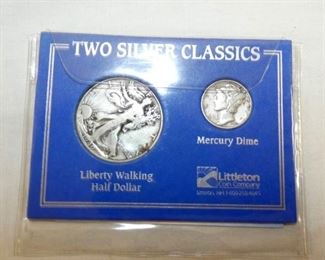 TWO SILVER CLASSICS
Mercury Dime
Liberty Walking
Half Dollar
Littleton
Coin Company